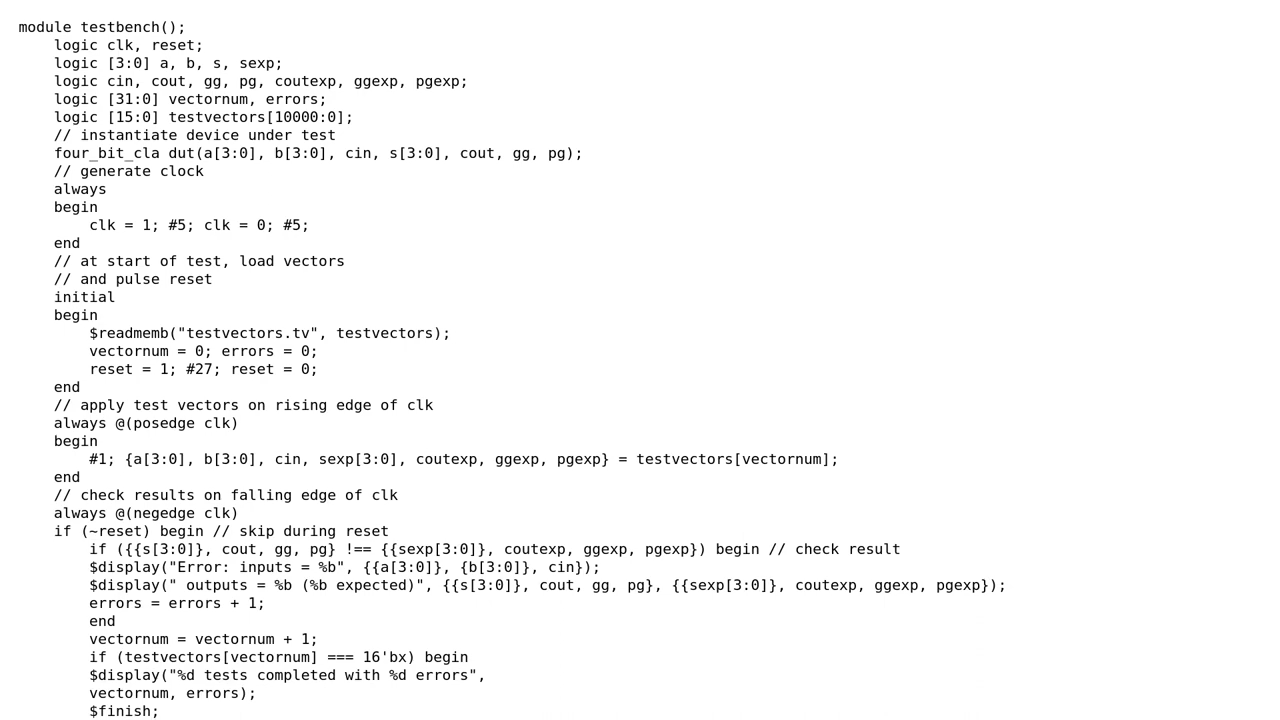 module testbench();
    logic clk, reset;
    logic [3:0] a, b, s, sexp;
    logic cin, cout, gg, pg, coutexp, ggexp, pgexp;
    logic [31:0] vectornum, errors;
    logic [15:0] testvectors[10000:0];
    // instantiate device under test
    four_bit_cla dut(a[3:0], b[3:0], cin, s[3:0], cout, gg, pg);
    // generate clock
    always
    begin
        clk = 1; #5; clk = 0; #5;
    end
    // at start of test, load vectors
    // and pulse reset
    initial
    begin
        $readmemb("testvectors.tv", testvectors);
        vectornum = 0; errors = 0;
        reset = 1; #27; reset = 0;
    end
    // apply test vectors on rising edge of clk
    always @(posedge clk)
    begin
        #1; {a[3:0], b[3:0], cin, sexp[3:0], coutexp, ggexp, pgexp} = testvectors[vectornum];
    end
    // check results on falling edge of clk
    always @(negedge clk)
    if (~reset) begin // skip during reset
        if ({{s[3:0]}, cout, gg, pg} !== {{sexp[3:0]}, coutexp, ggexp, pgexp}) begin // check result
        $display("Error: inputs = %b", {{a[3:0]}, {b[3:0]}, cin});
        $display(" outputs = %b (%b expected)", {{s[3:0]}, cout, gg, pg}, {{sexp[3:0]}, coutexp, ggexp, pgexp});
        errors = errors + 1;
        end
        vectornum = vectornum + 1;
        if (testvectors[vectornum] === 16'bx) begin
        $display("%d tests completed with %d errors",
        vectornum, errors);
        $finish;